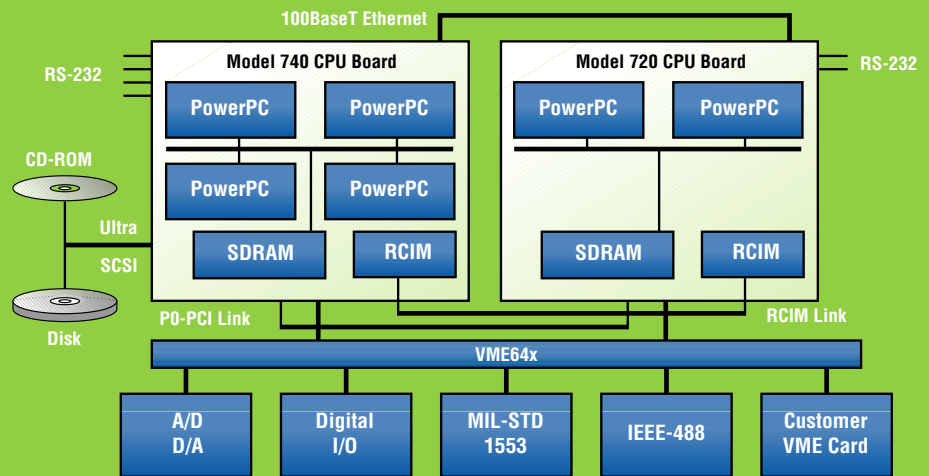 100BaseT Ethernet
RS-232
Model 740 CPU Board
PowerPC
PowerPC
PowerPC
PowerPC
SDRAM
RCIM
Model 720 CPU Board
PowerPC
PowerPC
SDRAM
RCIM
RS-232
CD-ROM
Ultra
SCSI
Disk
P0-PCI Link
RCIM Link
VME64x
A/D
D/A
Digital
I/O
MIL-STD
1553
IEEE-488
Customer
VME Card